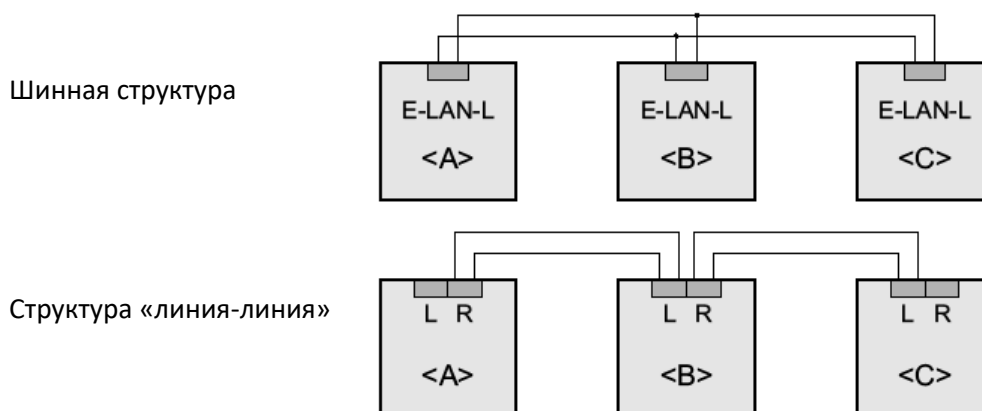 Шинная структура
E-LAN-L E-LAN-L E-LAN-L
<A> <B> <C>
Структура «линия-линия»
L R L R L R
<A> <B> <C>